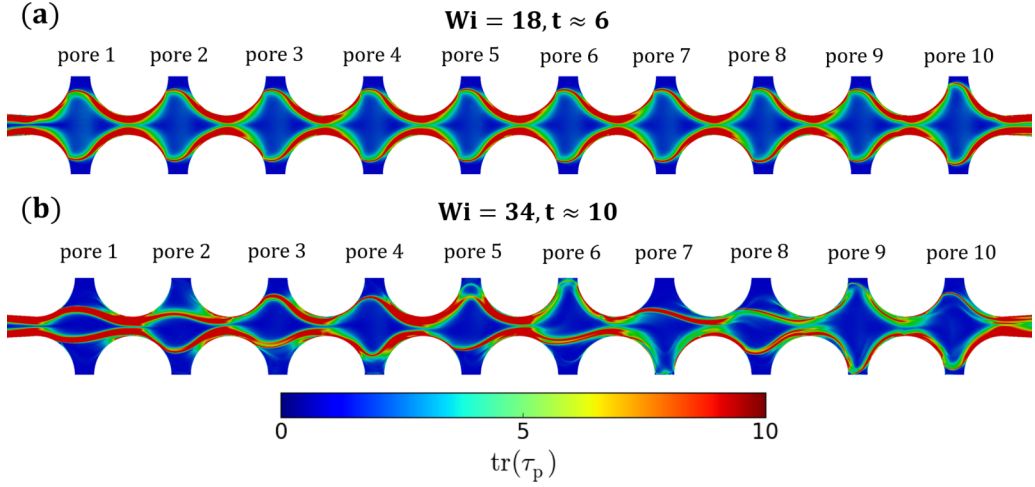 (a)
Wi = 18, t ≈ 6
pore 1 pore 2 pore 3 pore 4 pore 5 pore 6 pore 7 pore 8 pore 9 pore 10
(b)
Wi = 34, t ≈ 10
pore 1 pore 2 pore 3 pore 4 pore 5 pore 6 pore 7 pore 8 pore 9 pore 10
0 5 10
tr(τp)